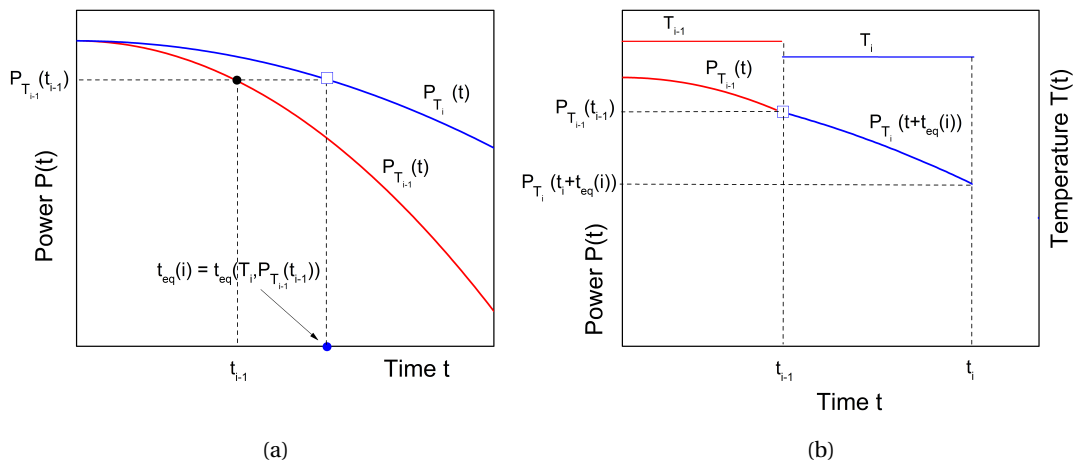 P_{T_{i-1}}(t_{i-1})
P_{T_i}(t)
P_{T_{i-1}}(t)
Power P(t)
t_{eq}(i) = t_{eq}(T_i,P_{T_{i-1}}(t_{i-1}))
t_{i-1}
Time t
(a)
T_{i-1}
T_i
P_{T_{i-1}}(t)
P_{T_{i-1}}(t_{i-1})
P_{T_i}(t+t_{eq}(i))
P_{T_i}(t_i+t_{eq}(i))
Power P(t)
Temperature T(t)
t_{i-1}
t_i
Time t
(b)